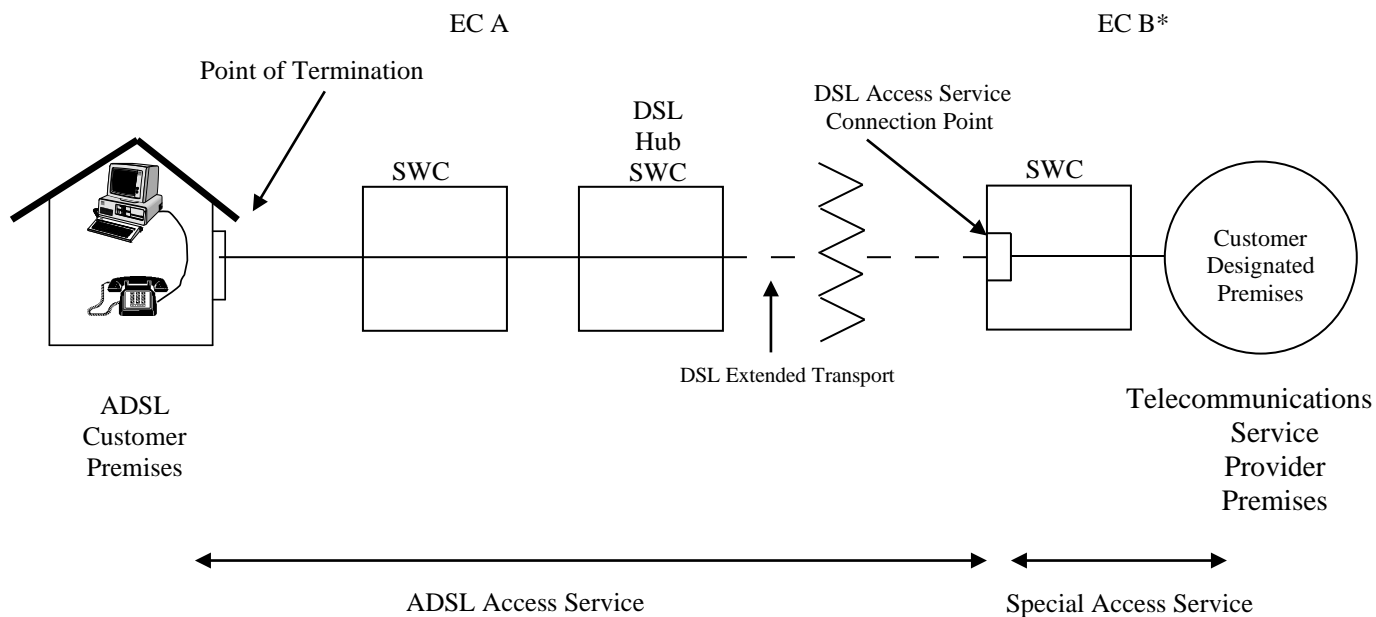 EC A
EC B*
Point of Termination
DSL Access Service
Connection Point
DSL
Hub
SWC
SWC
SWC
Customer
Designated
Premises
DSL Extended Transport
ADSL
Customer
Premises
Telecommunications
Service
Provider
Premises
ADSL Access Service
Special Access Service